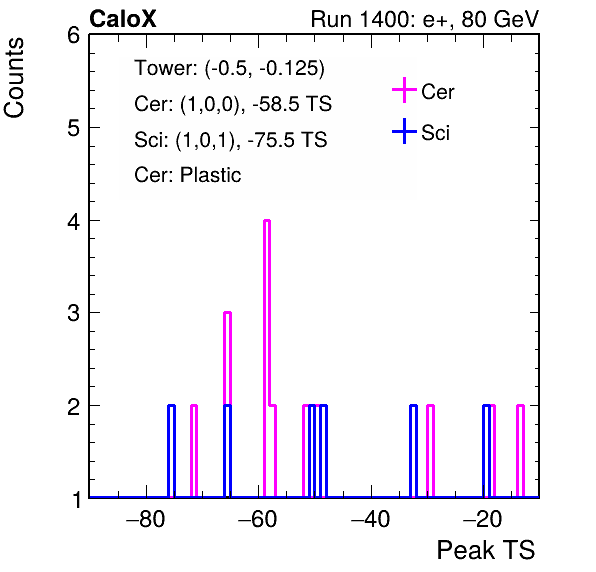 CaloX Run 1400: e+, 80 GeV
Counts
6
5
4
3
2
1
Tower: (-0.5, -0.125)
Cer: (1,0,0), -58.5 TS
Sci: (1,0,1), -75.5 TS
Cer: Plastic
Cer
Sci
−80 −60 −40 −20
Peak TS